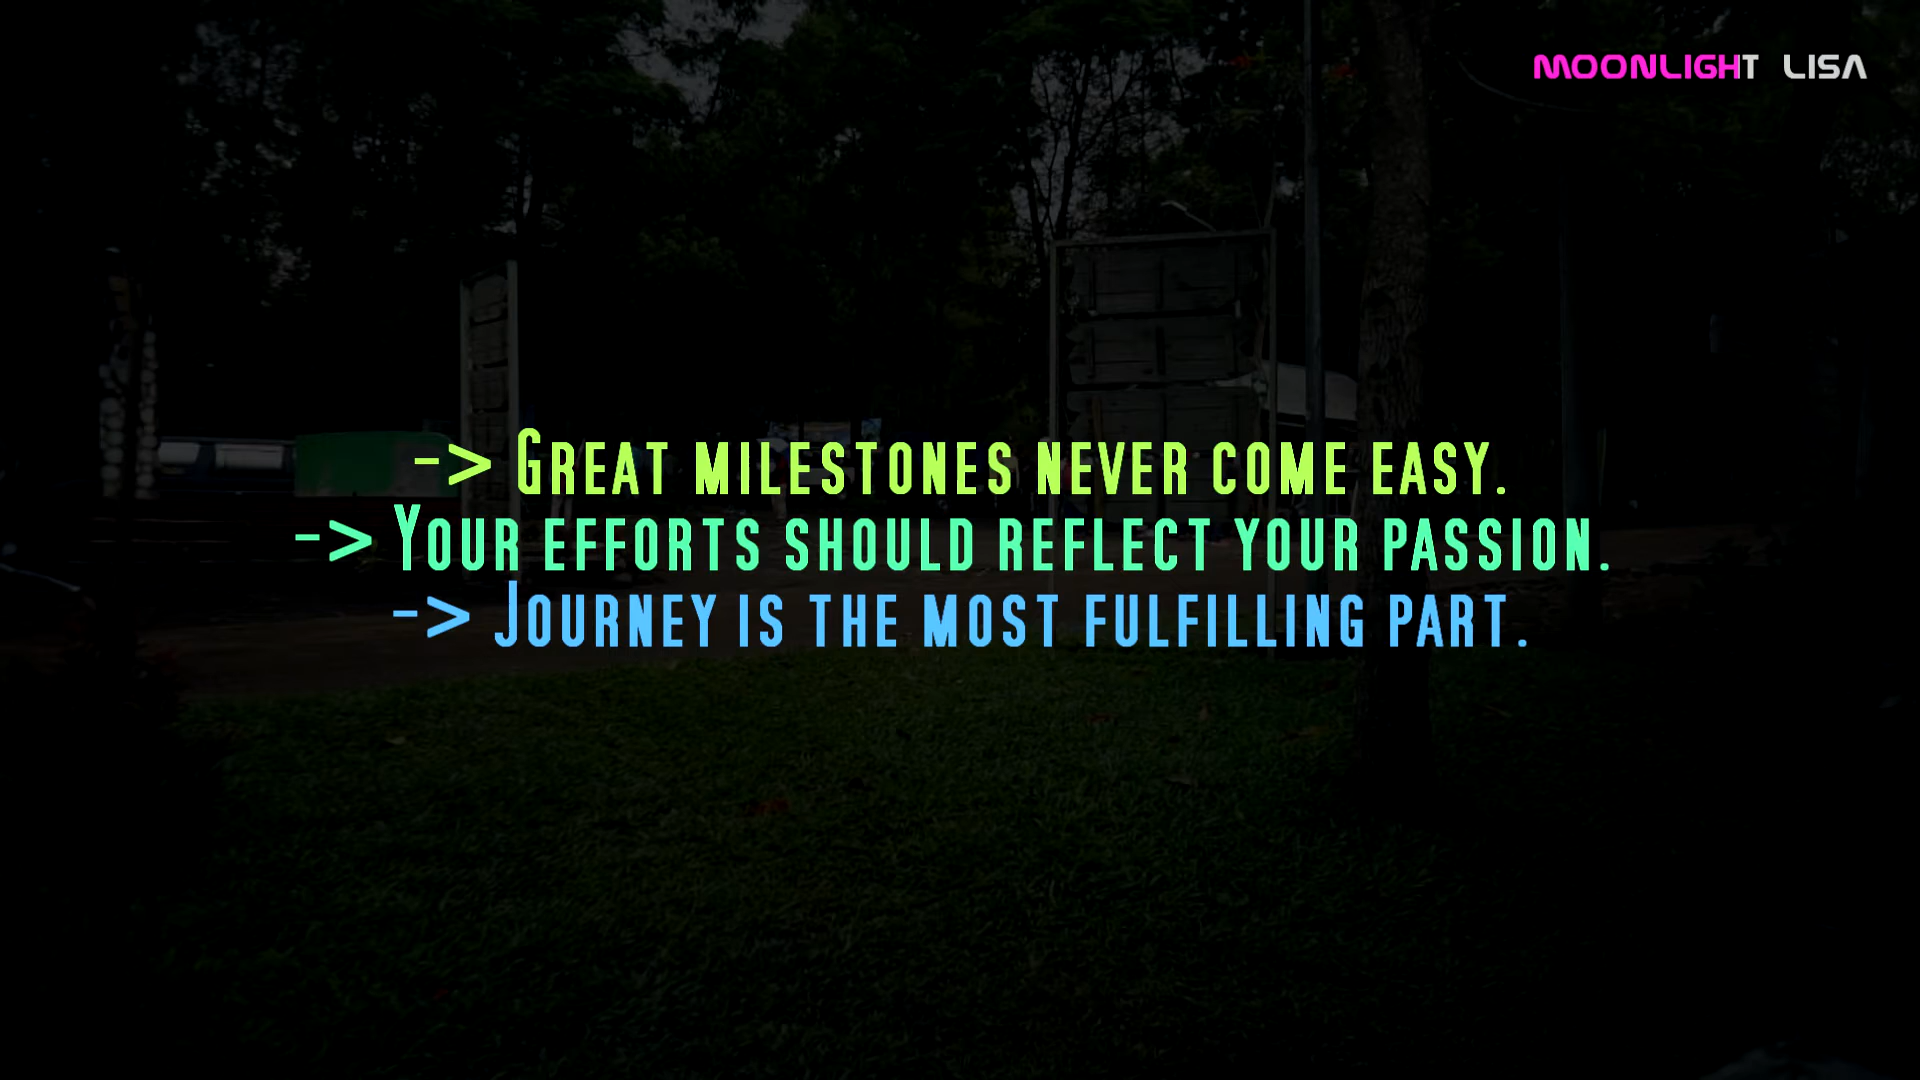 MOONLIGHT LISA
-> Great milestones never come easy.
-> Your efforts should reflect your passion.
-> Journey is the most fulfilling part.